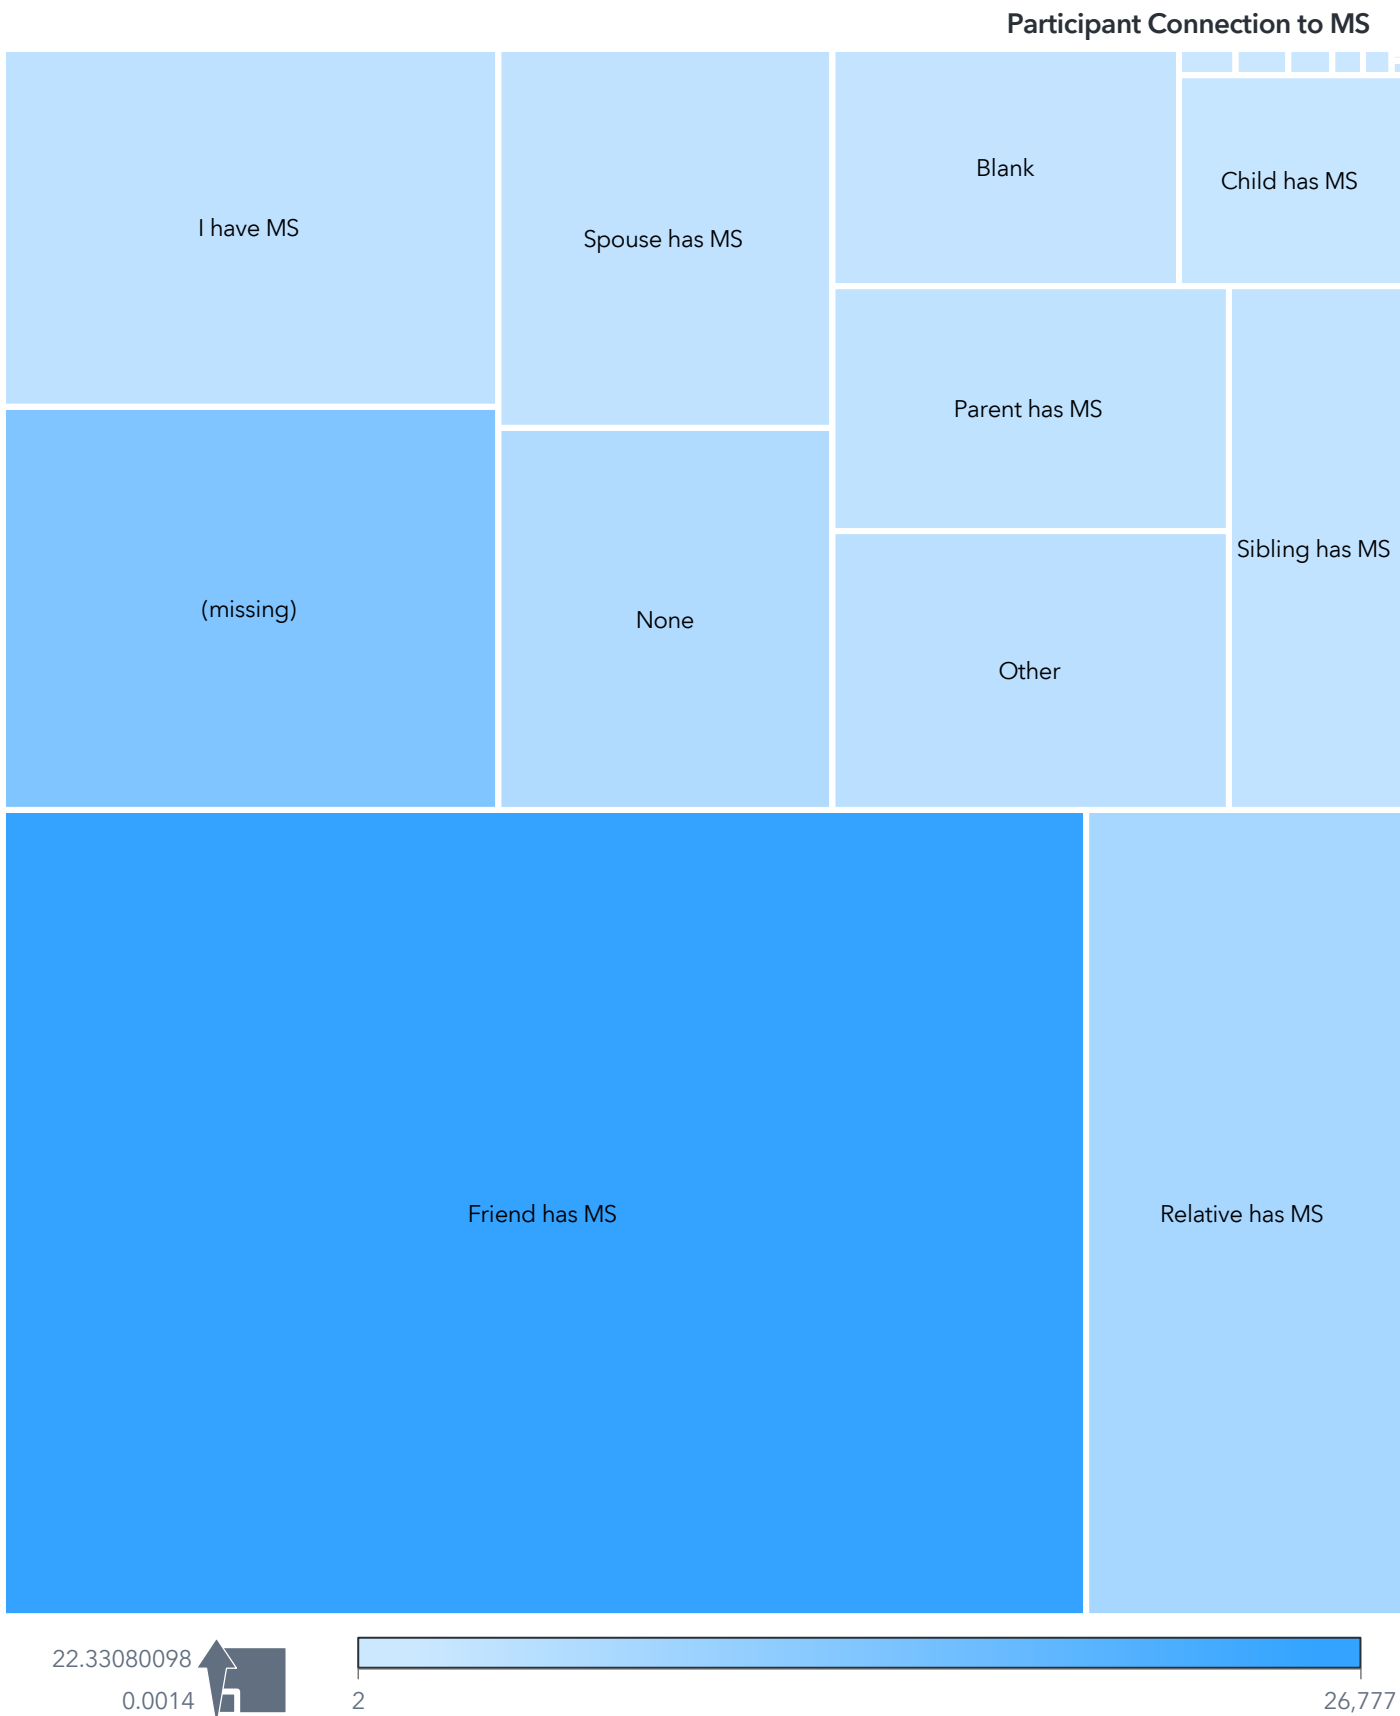 Participant Connection to MS
I have MS
Spouse has MS
Blank
Child has MS
Parent has MS
Sibling has MS
(missing)
None
Other
Friend has MS
Relative has MS
22.33080098
0.0014
2
26,777